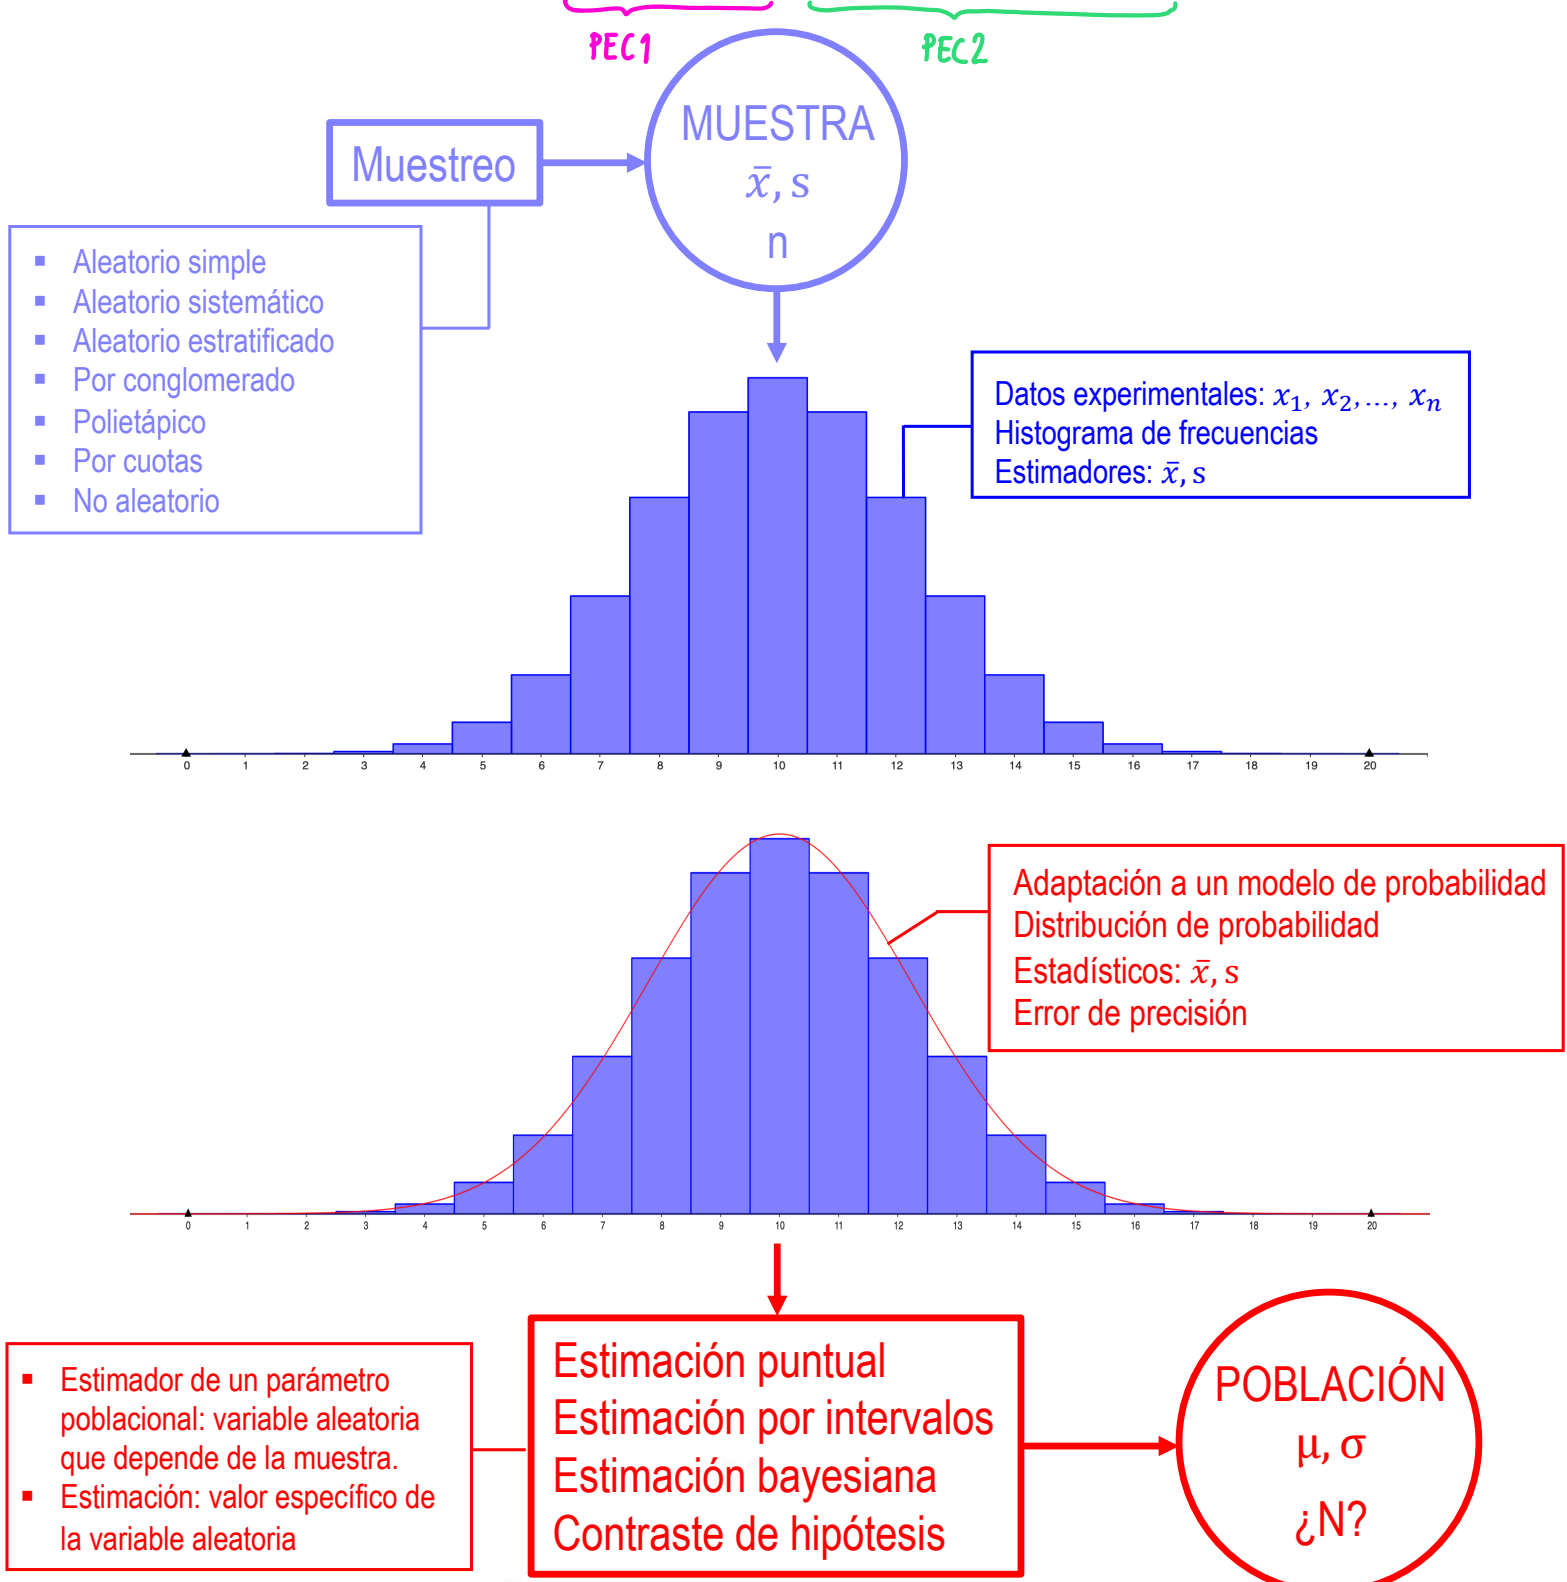 PEC1
PEC2
MUESTRA
x̄, s
n
Muestreo
▪ Aleatorio simple
▪ Aleatorio sistemático
▪ Aleatorio estratificado
▪ Por conglomerado
▪ Polietápico
▪ Por cuotas
▪ No aleatorio
Datos experimentales: x₁, x₂,..., xₙ
Histograma de frecuencias
Estimadores: x̄, s
0 1 2 3 4 5 6 7 8 9 10 11 12 13 14 15 16 17 18 19 20
Adaptación a un modelo de probabilidad
Distribución de probabilidad
Estadísticos: x̄, s
Error de precisión
0 1 2 3 4 5 6 7 8 9 10 11 12 13 14 15 16 17 18 19 20
▪ Estimador de un parámetro
poblacional: variable aleatoria
que depende de la muestra.
▪ Estimación: valor específico de
la variable aleatoria
Estimación puntual
Estimación por intervalos
Estimación bayesiana
Contraste de hipótesis
POBLACIÓN
μ, σ
¿N?